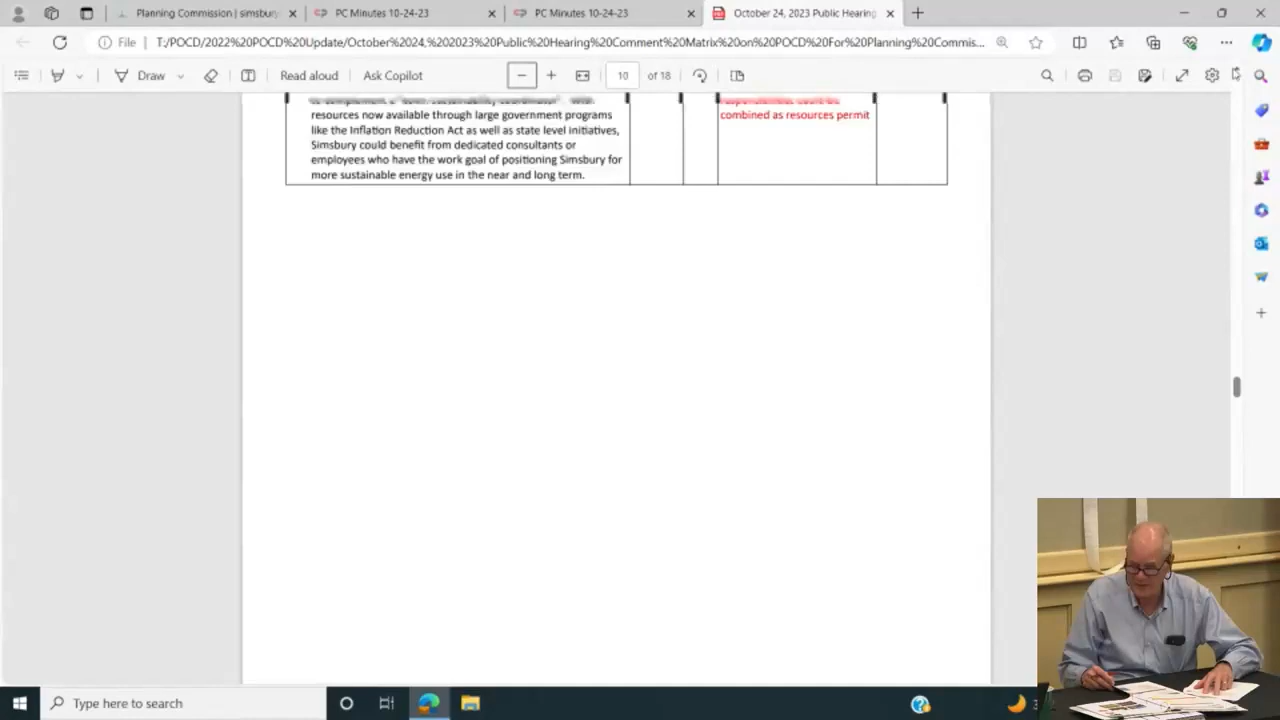 Planning Commission | simsbury
PC Minutes 10-24-23
PC Minutes 10-24-23
October 24, 2023 Public Hearing
File
T:/POCD/2022%20POCD%20Update/October%2024,%202023%20Public%20Hearing%20Comment%20Matrix%20on%20POCD%20For%20Planning%20Commis...
Draw
Read aloud
Ask Copilot
10
of 18
resources now available through large government programs
like the Inflation Reduction Act as well as state level initiatives,
Simsbury could benefit from dedicated consultants or
employees who have the work goal of positioning Simsbury for
more sustainable energy use in the near and long term.
combined as resources permit
Type here to search